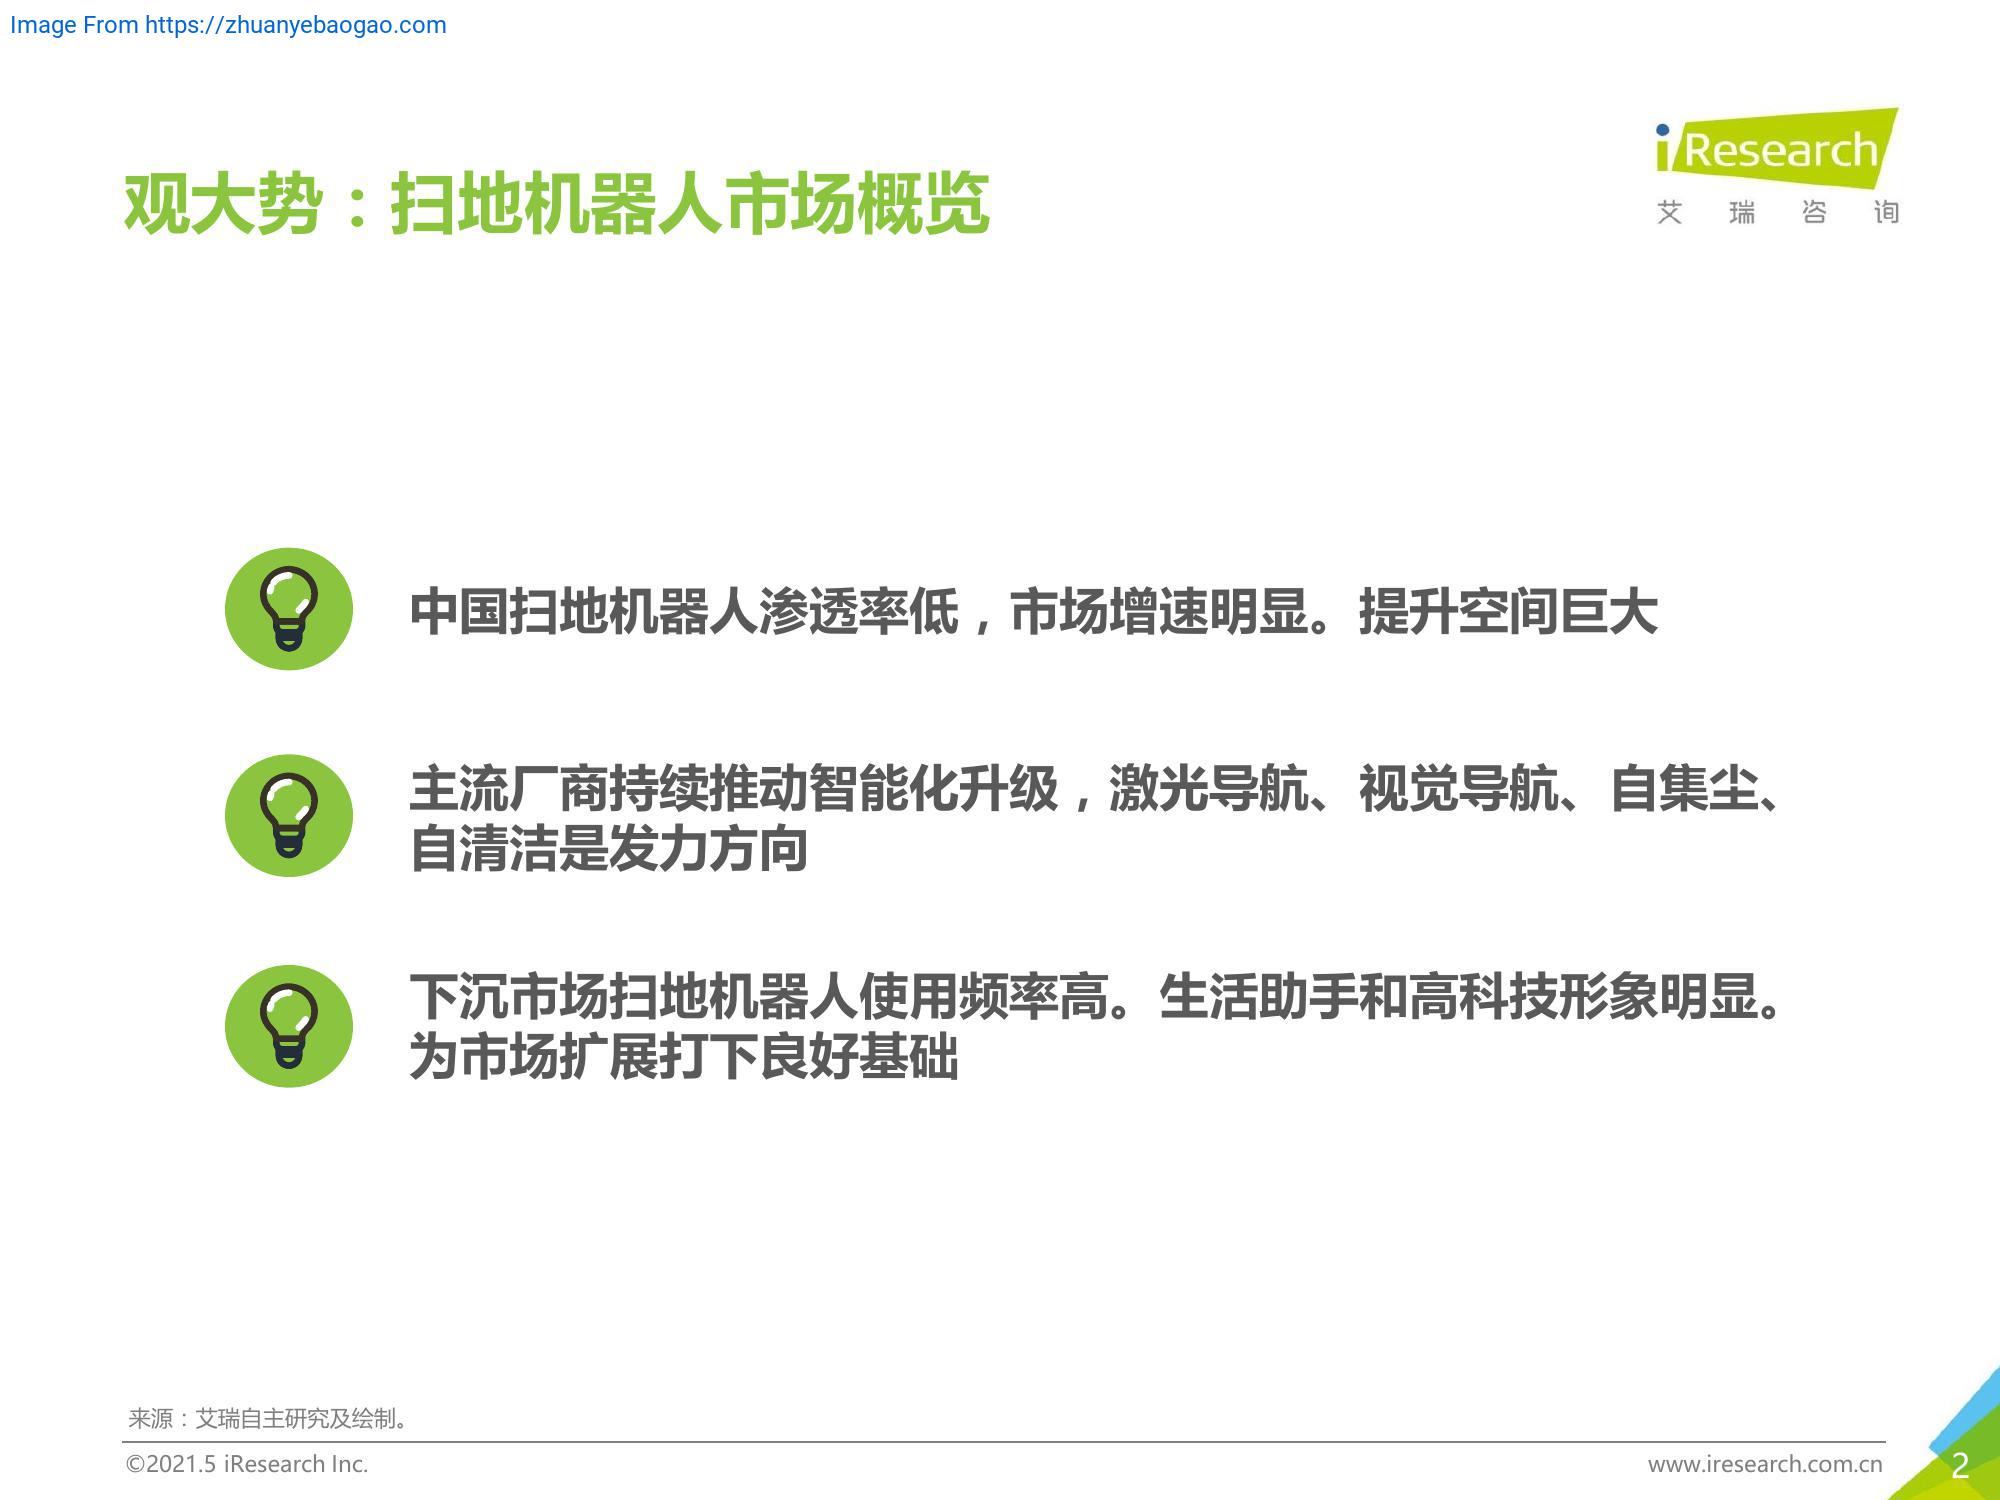 Image From https://zhuanyebaogao.com
iResearch
艾瑞咨询
观大势：扫地机器人市场概览
中国扫地机器人渗透率低，市场增速明显。提升空间巨大
主流厂商持续推动智能化升级，激光导航、视觉导航、自集尘、
自清洁是发力方向
下沉市场扫地机器人使用频率高。生活助手和高科技形象明显。
为市场扩展打下良好基础
来源：艾瑞自主研究及绘制。
©2021.5 iResearch Inc.
www.iresearch.com.cn
2